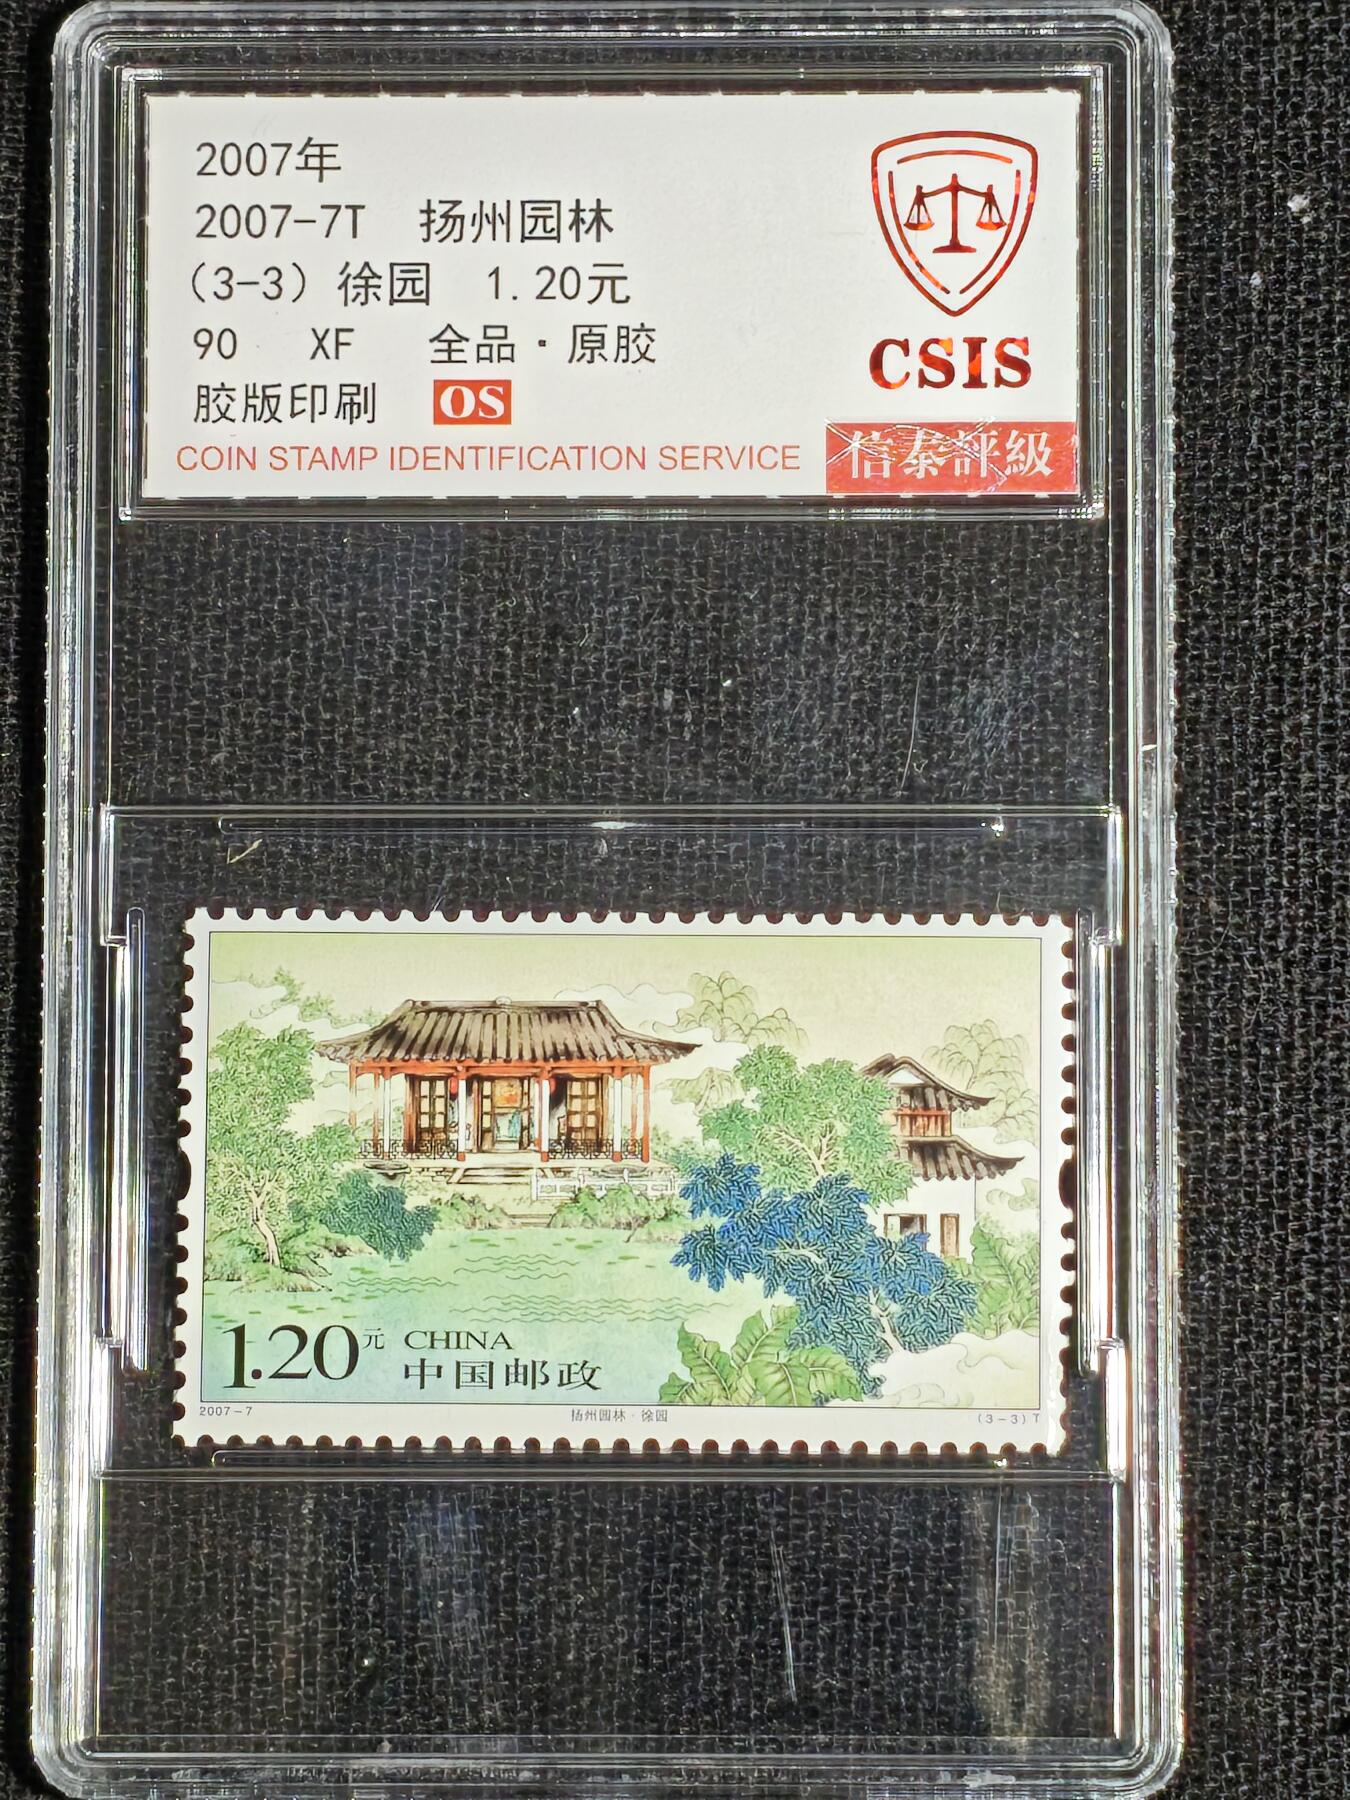 2007年
2007-7T 扬州园林
(3-3) 徐园 1.20元
90 XF 全品·原胶
胶版印刷 OS
CSIS
COIN STAMP IDENTIFICATION SERVICE
信泰評級
1.20元 CHINA
中国邮政
2007-7 扬州园林·徐园 (3-3)T